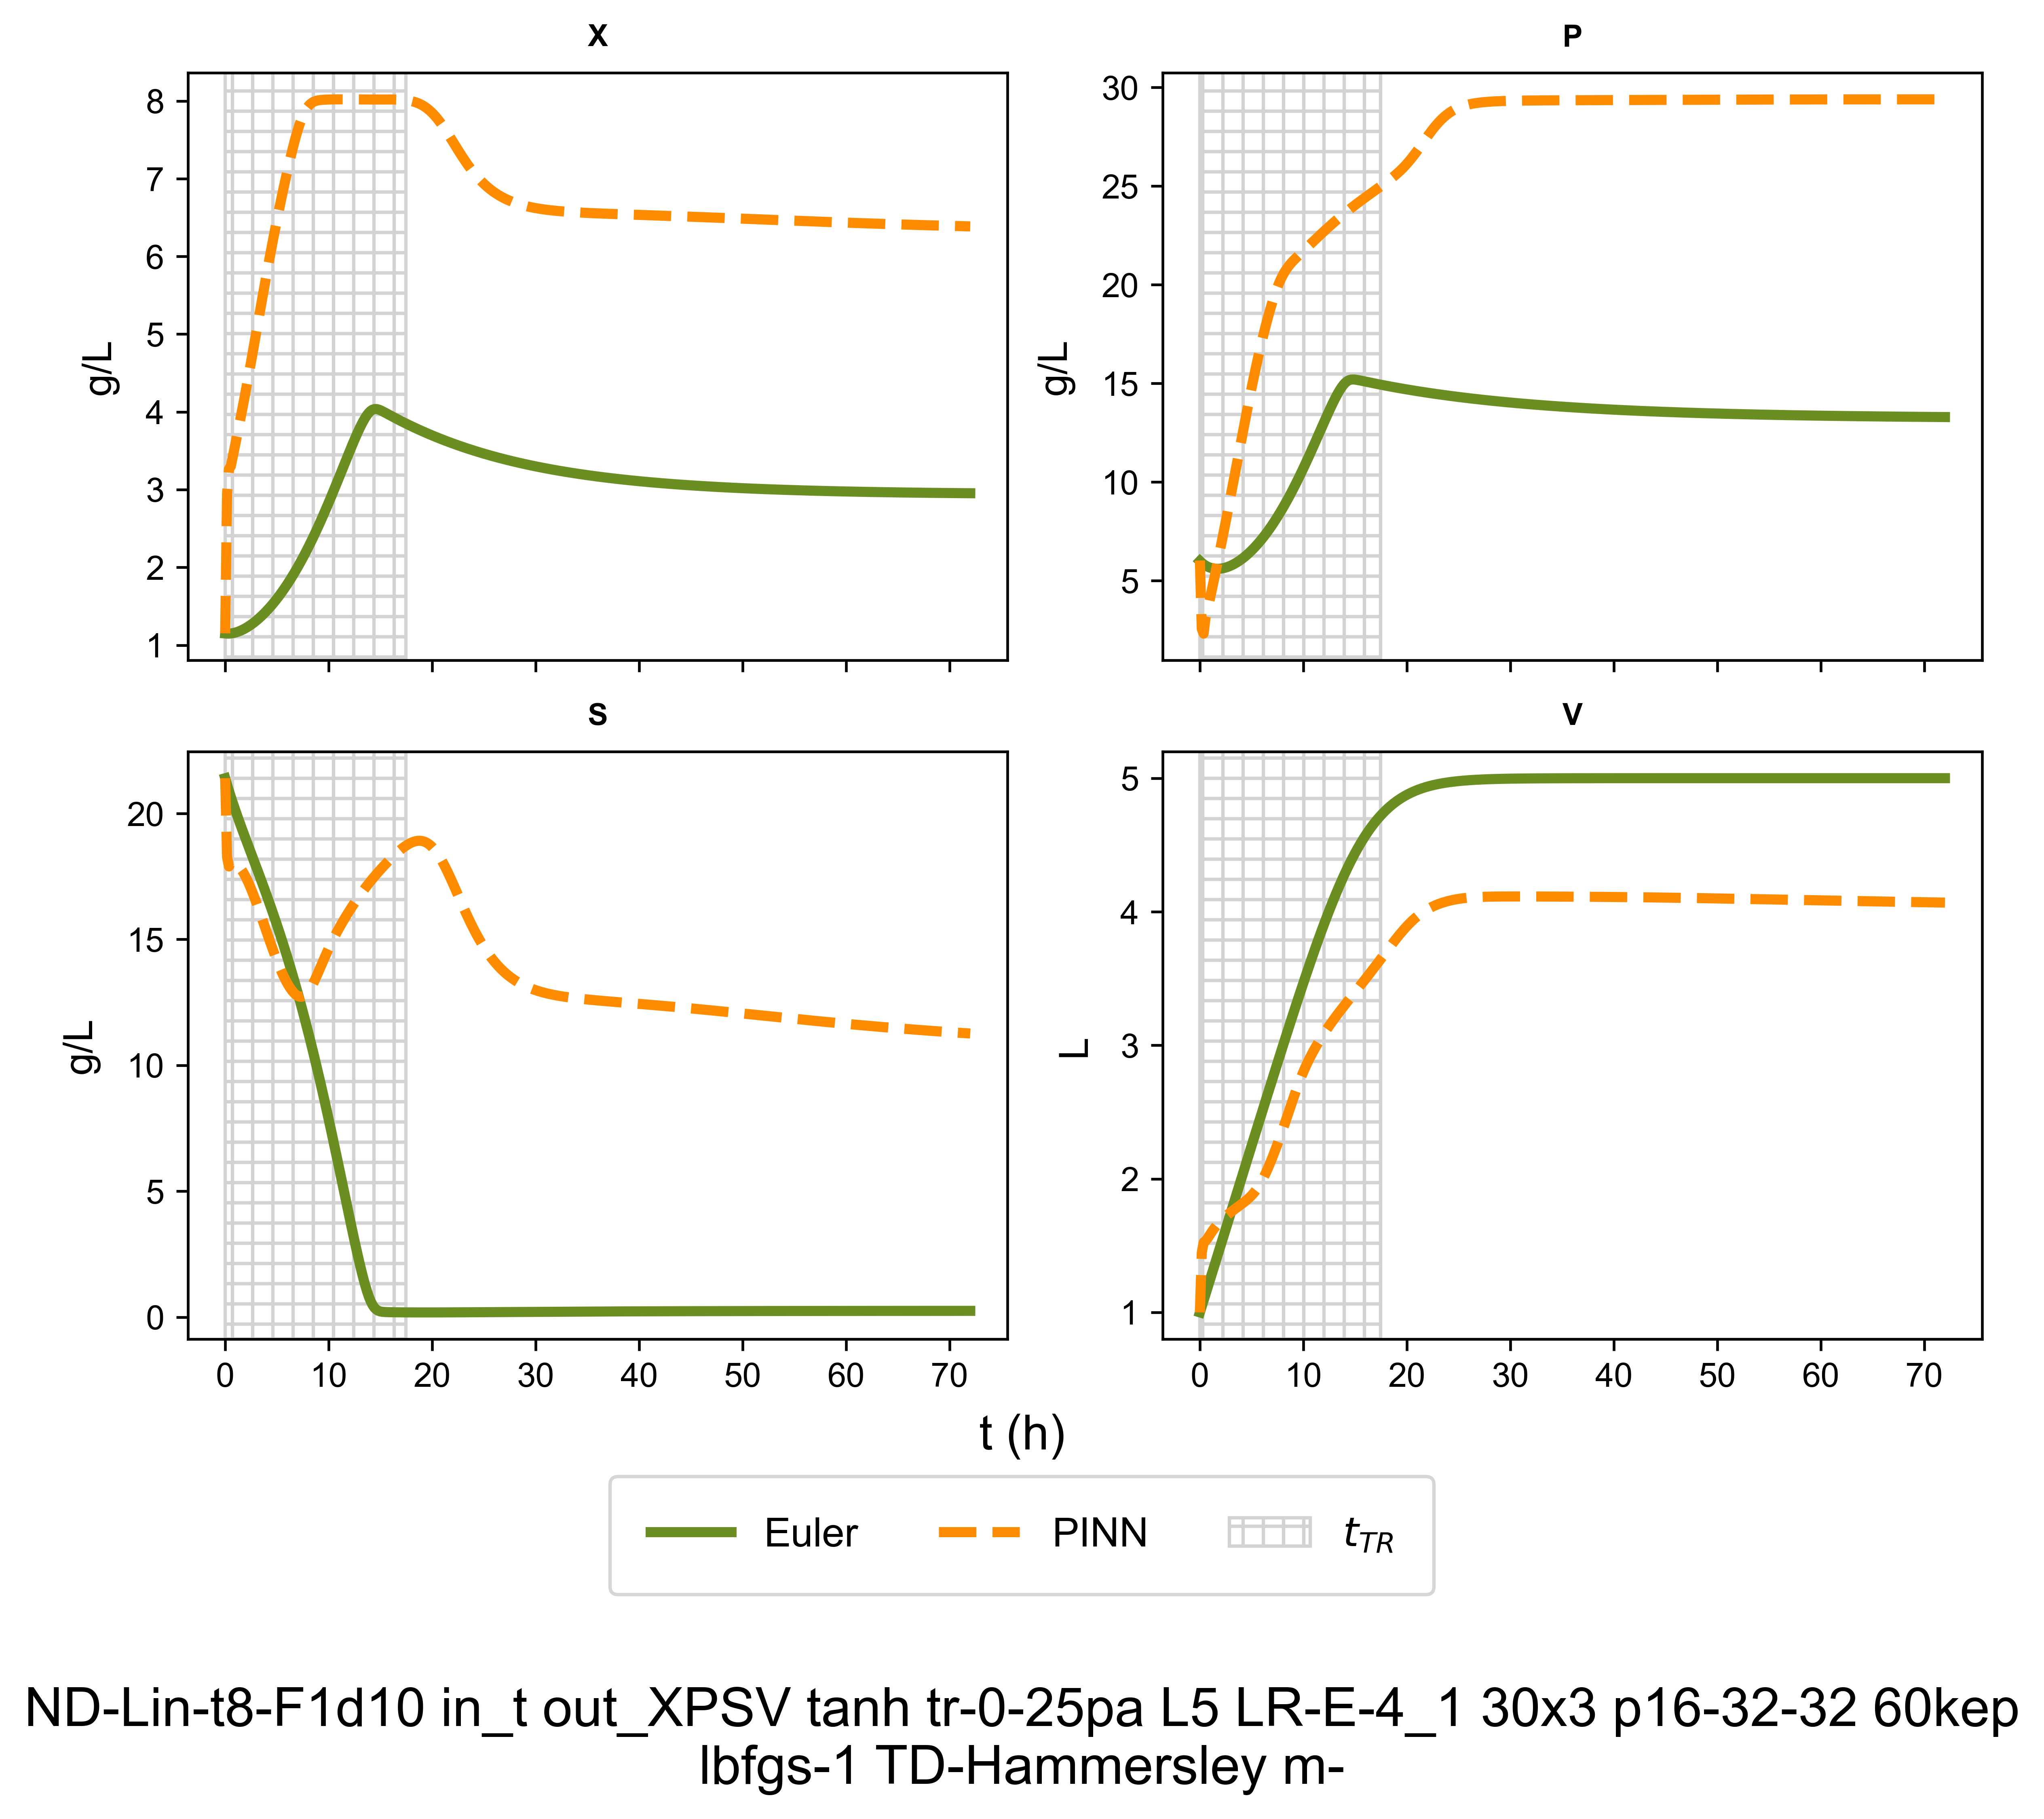 X
P
8
7
6
5
4
3
2
1
g/L
30
25
20
15
10
5
g/L
S
V
20
15
10
5
0
g/L
0 10 20 30 40 50 60 70
5
4
3
2
1
L
0 10 20 30 40 50 60 70
t (h)
Euler PINN t_TR
ND-Lin-t8-F1d10 in_t out_XPSV tanh tr-0-25pa L5 LR-E-4_1 30x3 p16-32-32 60kep
lbfgs-1 TD-Hammersley m-